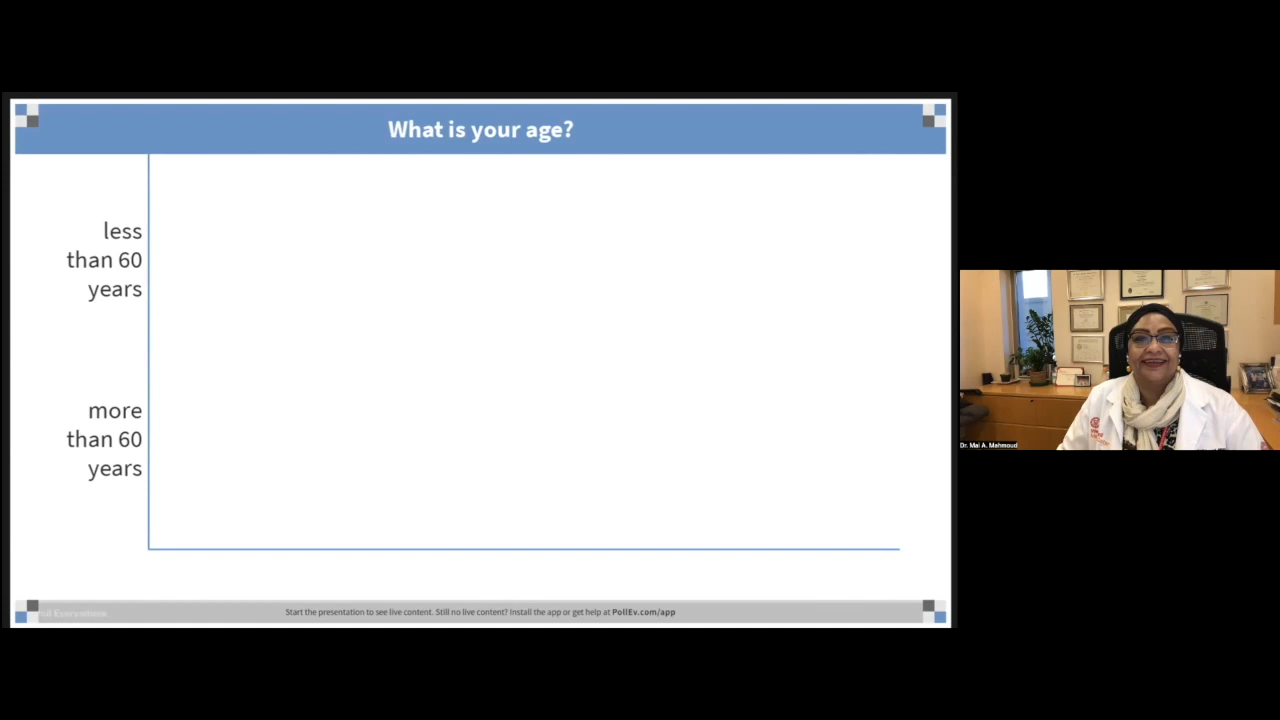 What is your age?
less
than 60
years
more
than 60
years
Start the presentation to see live content. Still no live content? Install the app or get help at PollEv.com/app
Dr. Mai A. Mahmoud